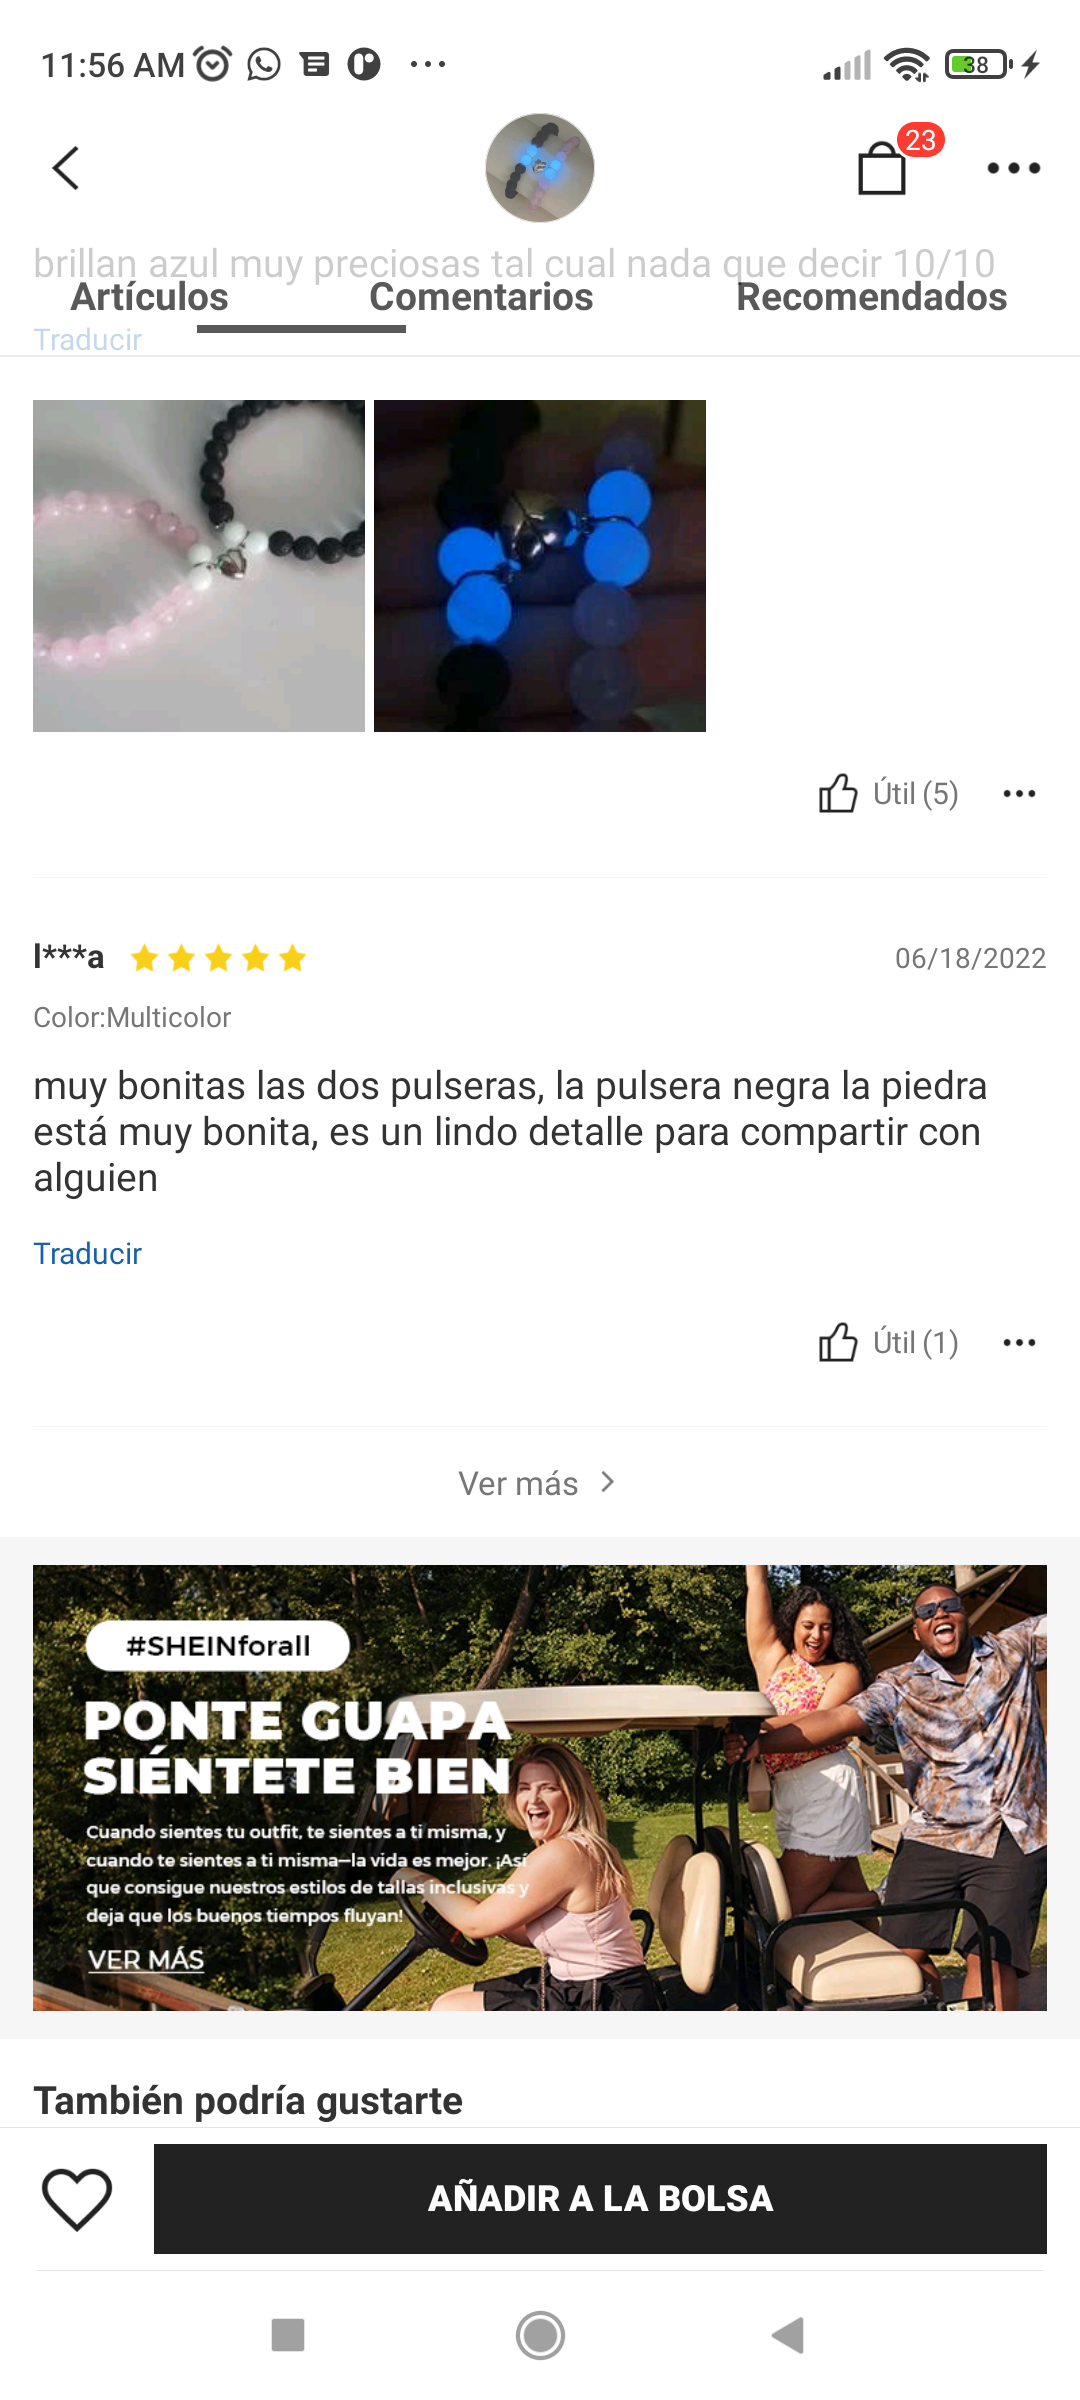 11:56 AM
38
23
brillan azul muy preciosas tal cual nada que decir 10/10
Artículos Comentarios Recomendados
Traducir
Útil (5)
l***a
06/18/2022
Color:Multicolor
muy bonitas las dos pulseras, la pulsera negra la piedra
está muy bonita, es un lindo detalle para compartir con
alguien
Traducir
Útil (1)
Ver más
#SHEINforall
PONTE GUAPA
SIÉNTETE BIEN
Cuando sientes tu outfit, te sientes a ti misma, y
cuando te sientes a ti misma—la vida es mejor. ¡Así
que consigue nuestros estilos de tallas inclusivas y
deja que los buenos tiempos fluyan!
VER MÁS
También podría gustarte
AÑADIR A LA BOLSA